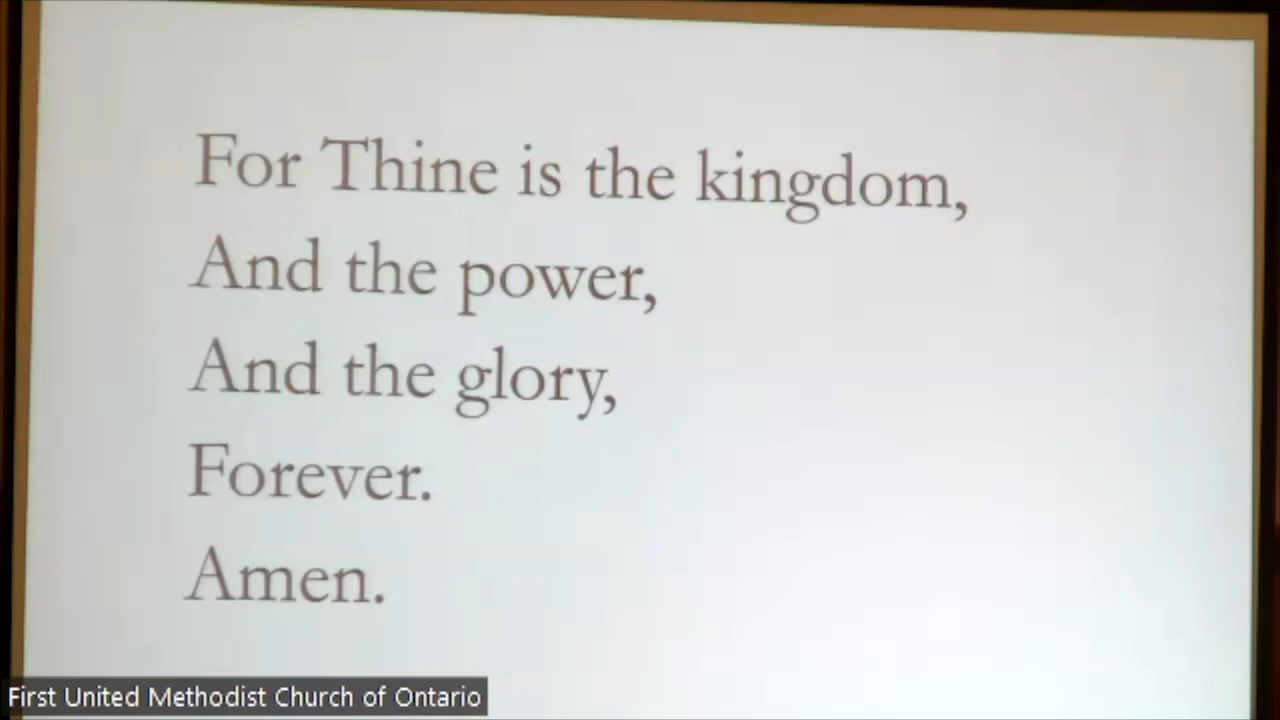 For Thine is the kingdom,
And the power,
And the glory,
Forever.
Amen.
First United Methodist Church of Ontario